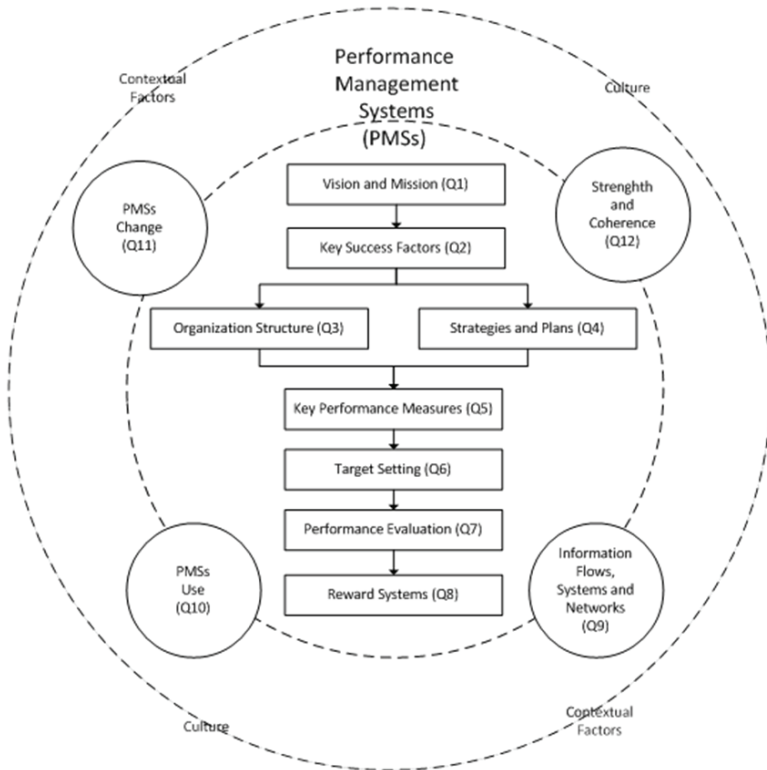 Performance
Management
Systems
(PMSs)
Contextual
Factors
Culture
Vision and Mission (Q1)
PMSs
Change
(Q11)
Strenghth
and
Coherence
(Q12)
Key Success Factors (Q2)
Organization Structure (Q3)
Strategies and Plans (Q4)
Key Performance Measures (Q5)
Target Setting (Q6)
Performance Evaluation (Q7)
Reward Systems (Q8)
PMSs
Use
(Q10)
Information
Flows,
Systems and
Networks
(Q9)
Culture
Contextual
Factors